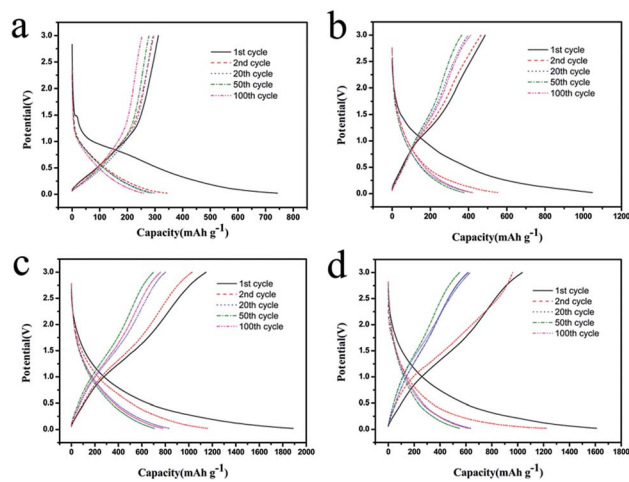 a
Potential(V)
3.0
2.5
2.0
1.5
1.0
0.5
0.0
1st cycle
2nd cycle
20th cycle
50th cycle
100th cycle
0 100 200 300 400 500 600 700 800
Capacity(mAh g-1)
b
Potential(V)
3.0
2.5
2.0
1.5
1.0
0.5
0.0
1st cycle
2nd cycle
20th cycle
50th cycle
100th cycle
0 200 400 600 800 1000 1200
Capacity(mAh g-1)
c
Potential(V)
3.0
2.5
2.0
1.5
1.0
0.5
0.0
1st cycle
2nd cycle
20th cycle
50th cycle
100th cycle
0 200 400 600 800 1000 1200 1400 1600 1800 2000
Capacity(mAh g-1)
d
Potential(V)
3.0
2.5
2.0
1.5
1.0
0.5
0.0
1st cycle
2nd cycle
20th cycle
50th cycle
100th cycle
0 200 400 600 800 1000 1200 1400 1600 1800
Capacity(mAh g-1)